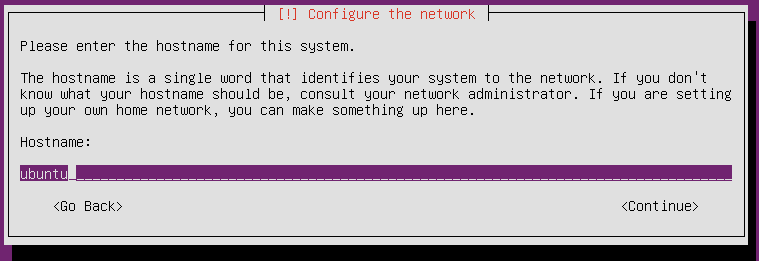 [!] Configure the network
Please enter the hostname for this system.
The hostname is a single word that identifies your system to the network. If you don't
know what your hostname should be, consult your network administrator. If you are setting
up your own home network, you can make something up here.
Hostname:
ubuntu
<Go Back> <Continue>